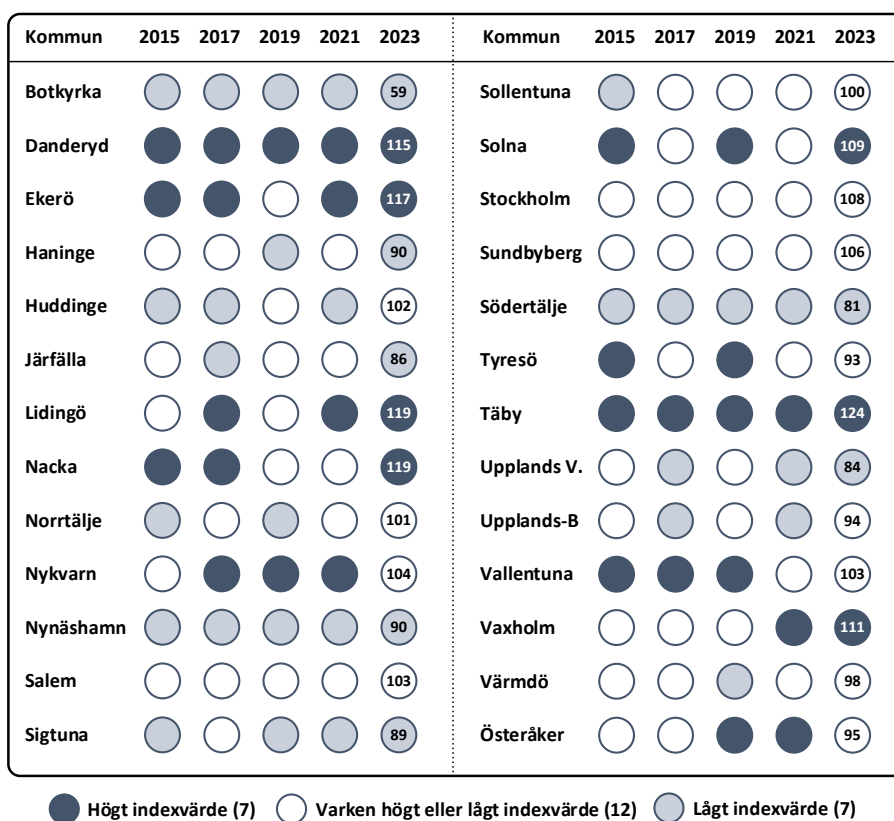 Kommun 2015 2017 2019 2021 2023
Botkyrka 59
Danderyd 115
Ekerö 117
Haninge 90
Huddinge 102
Järfälla 86
Lidingö 119
Nacka 119
Norrtälje 101
Nykvarn 104
Nynäshamn 90
Salem 103
Sigtuna 89
Kommun 2015 2017 2019 2021 2023
Sollentuna 100
Solna 109
Stockholm 108
Sundbyberg 106
Södertälje 81
Tyresö 93
Täby 124
Upplands V. 84
Upplands-B 94
Vallentuna 103
Vaxholm 111
Värmdö 98
Österåker 95
Högt indexvärde (7) Varken högt eller lågt indexvärde (12) Lågt indexvärde (7)